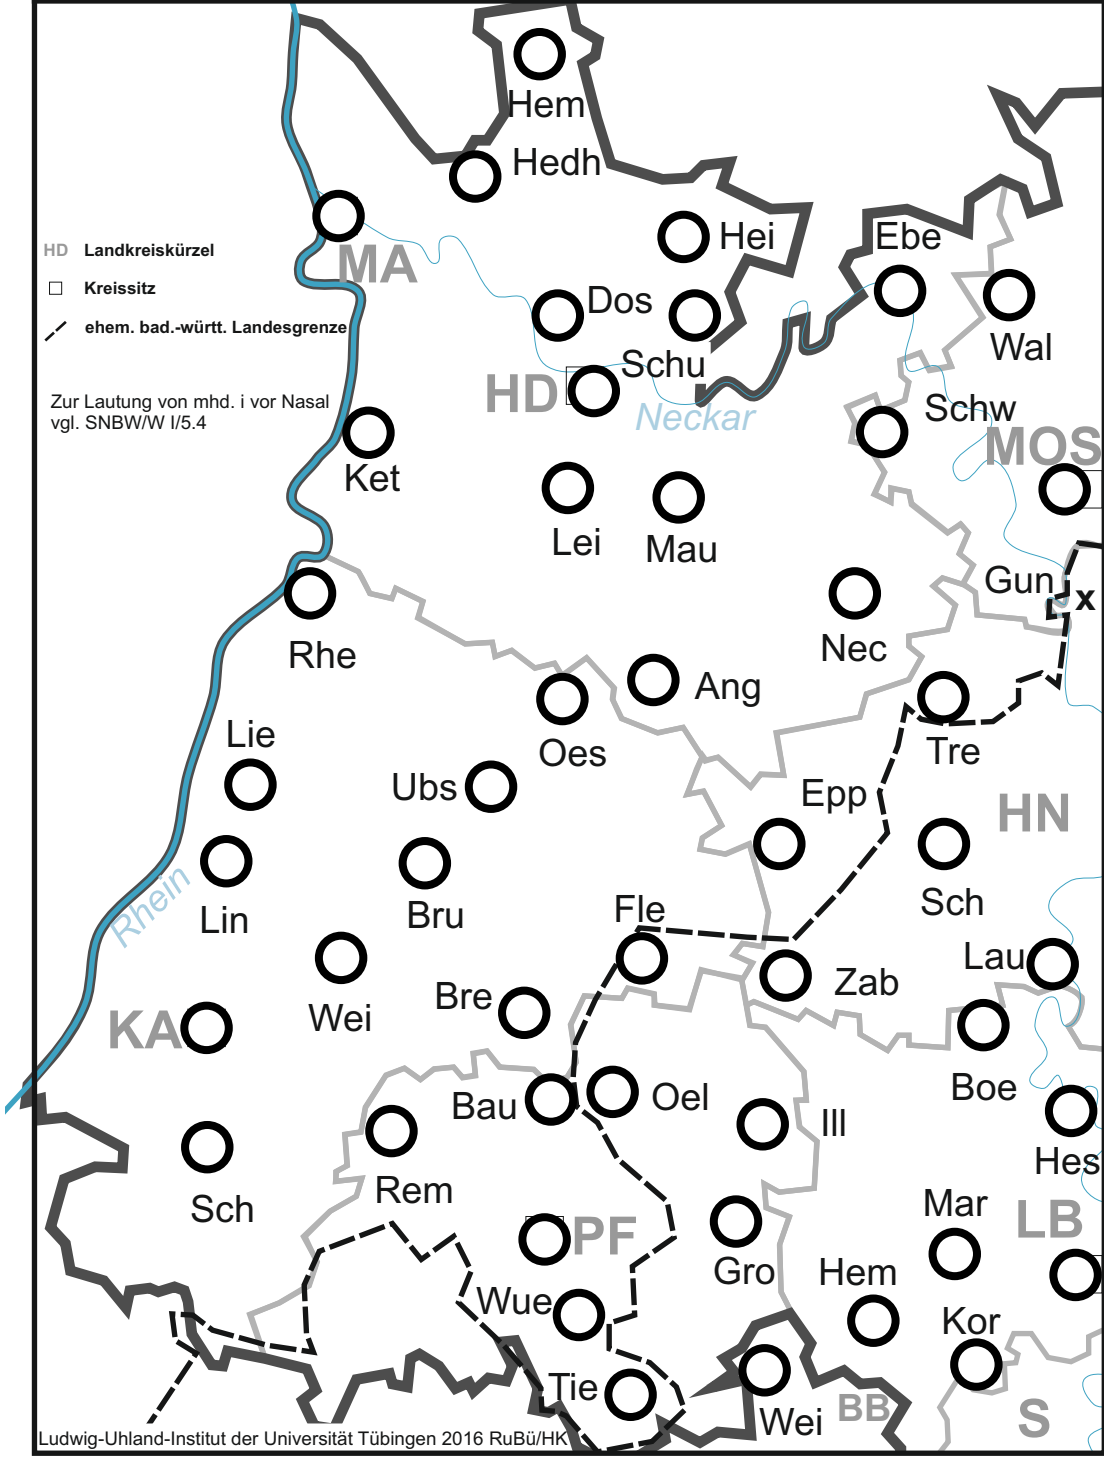 Hem
Hedh
HD Landkreiskürzel
Kreissitz
ehem. bad.-württ. Landesgrenze
MA
Hei
Ebe
Dos
Wal
Schu
HD
Neckar
Zur Lautung von mhd. i vor Nasal
vgl. SNBW/W I/5.4
Schw
MOS
Ket
Lei
Mau
Gun
x
Rhe
Nec
Ang
Oes
Tre
Lie
Ubs
Epp
HN
Rhein
Lin
Bru
Fle
Sch
Lau
Zab
Wei
Bre
KA
Boe
Bau
Oel
Ill
Hes
Rem
Sch
Mar
LB
PF
Gro
Hem
Wue
Kor
Tie
Wei
BB
S
Ludwig-Uhland-Institut der Universität Tübingen 2016 RuBü/HK